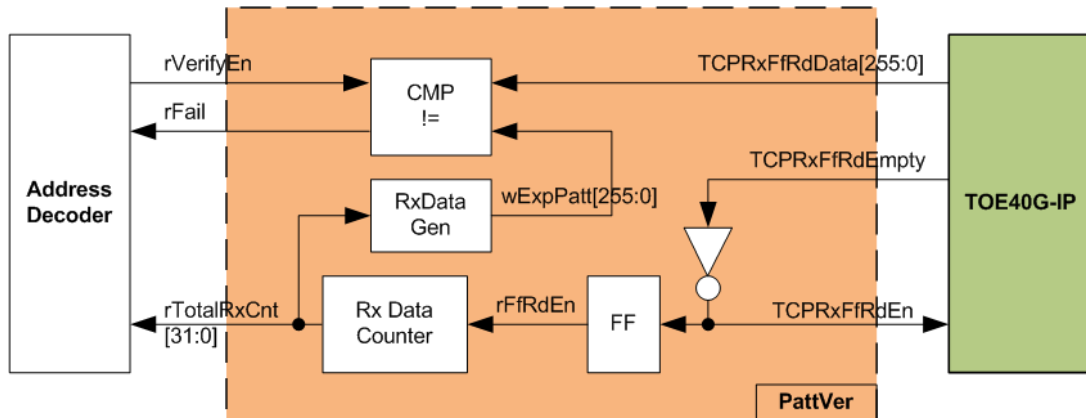 rVerifyEn
TCPRxFfRdData[255:0]
CMP
!=
rFail
TCPRxFfRdEmpty
Address
Decoder
RxData
Gen
wExpPatt[255:0]
TOE40G-IP
rTotalRxCnt
[31:0]
Rx Data
Counter
rFfRdEn
FF
TCPRxFfRdEn
PattVer